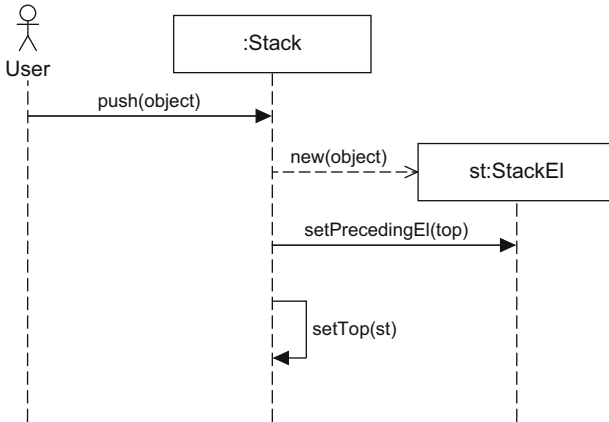 :Stack
User
push(object)
new(object)
st:StackEl
setPrecedingEl(top)
setTop(st)